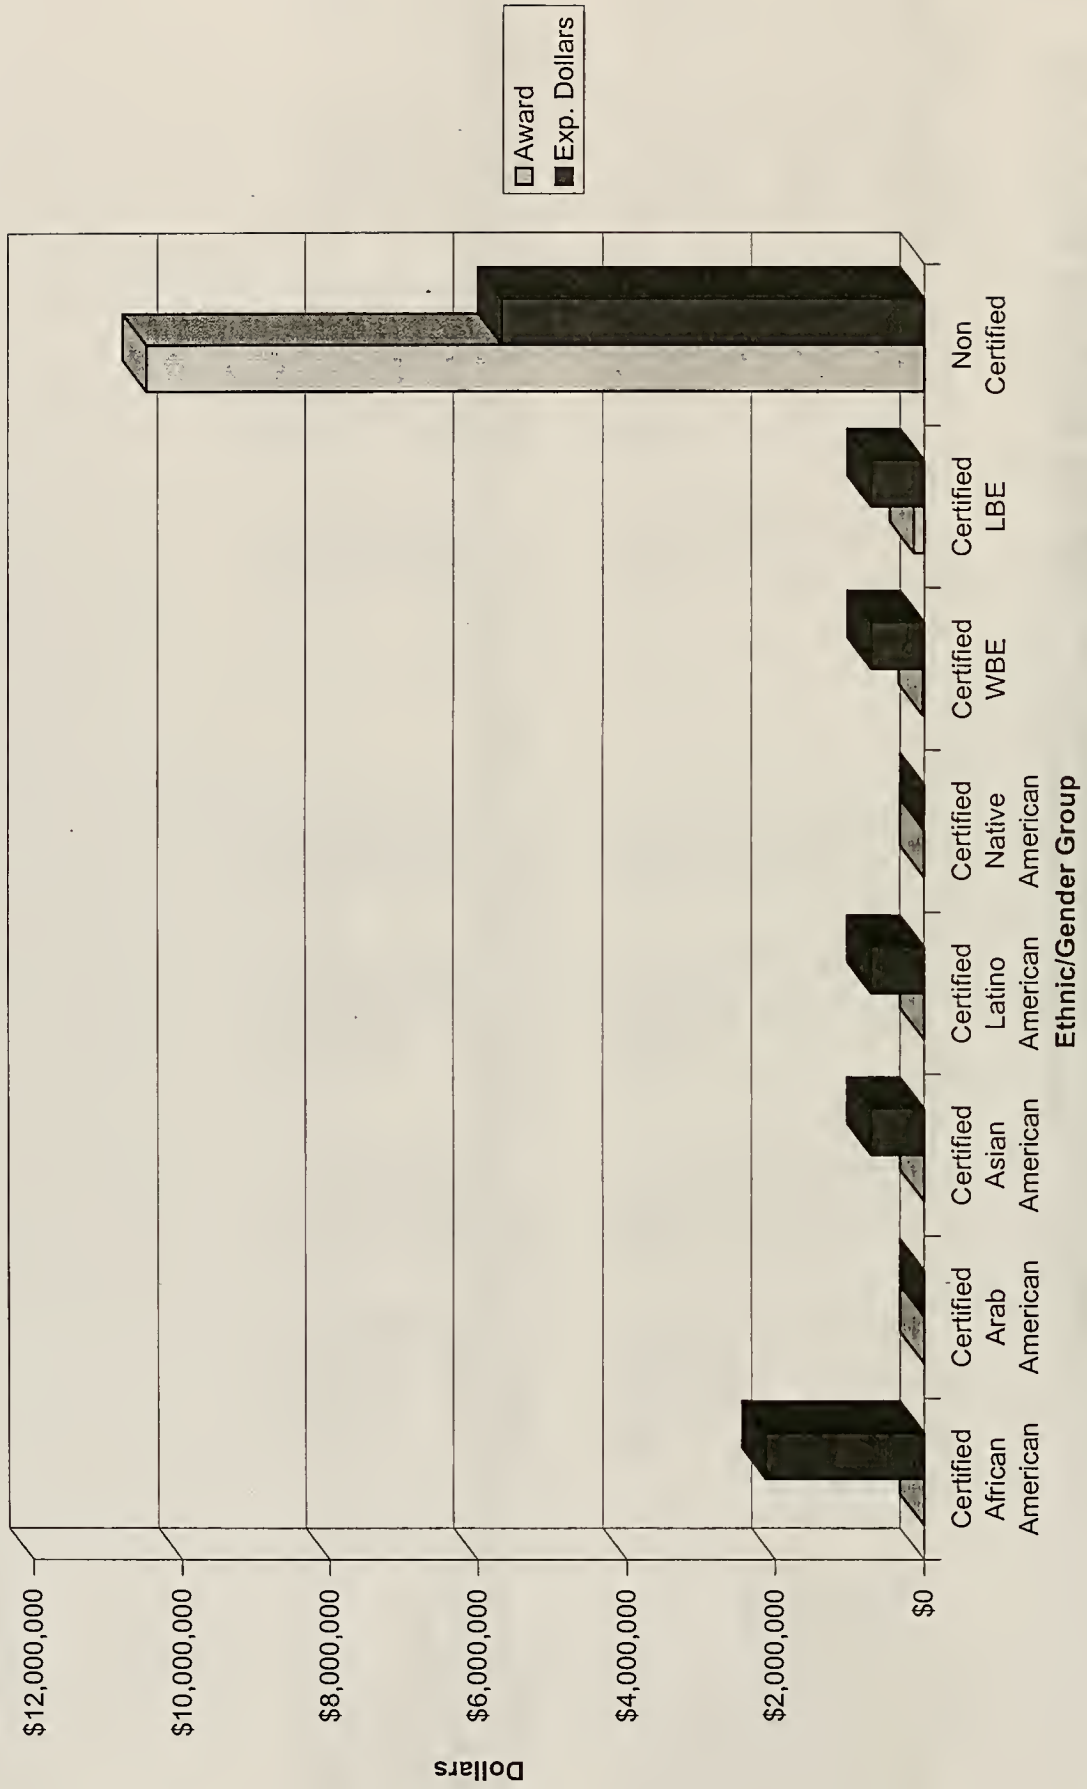 $12,000,000
$10,000,000
$8,000,000
$6,000,000
$4,000,000
$2,000,000
$0
Dollars
Certified
African
American
Certified
Arab
American
Certified
Asian
American
Certified
Latino
American
Certified
Native
American
Certified
WBE
Certified
LBE
Non
Certified
Ethnic/Gender Group
Award
Exp. Dollars